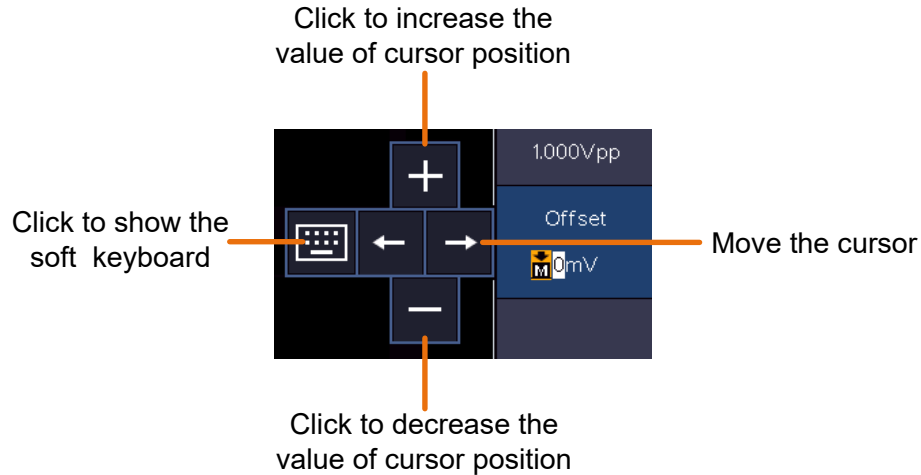 Click to increase the
value of cursor position
1.000Vpp
Offset
M 0mV
Click to show the
soft keyboard
Move the cursor
Click to decrease the
value of cursor position